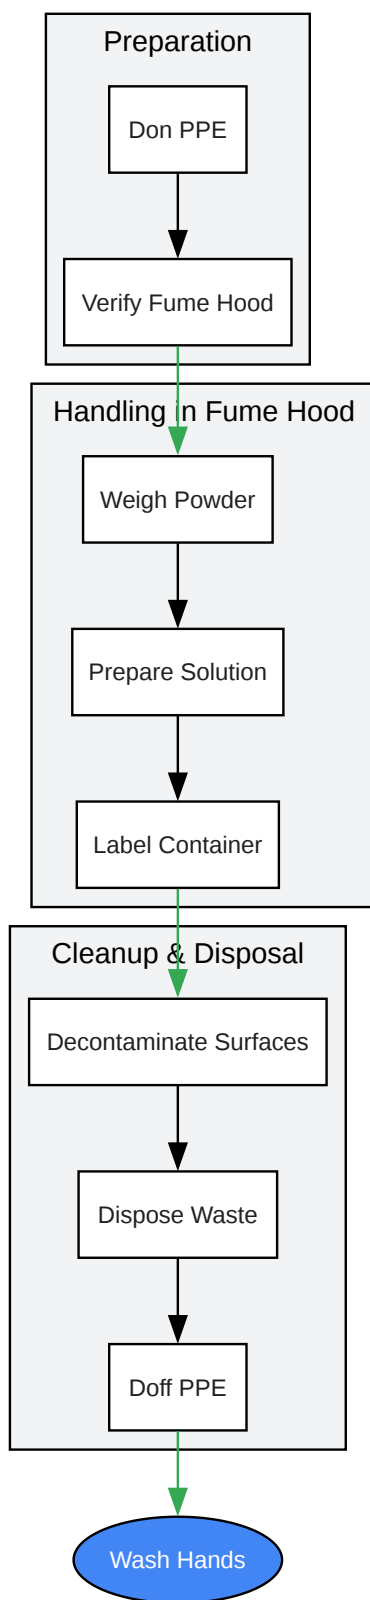 Preparation
Don PPE
Verify Fume Hood
Handling in Fume Hood
Weigh Powder
Prepare Solution
Label Container
Cleanup & Disposal
Decontaminate Surfaces
Dispose Waste
Doff PPE
Wash Hands